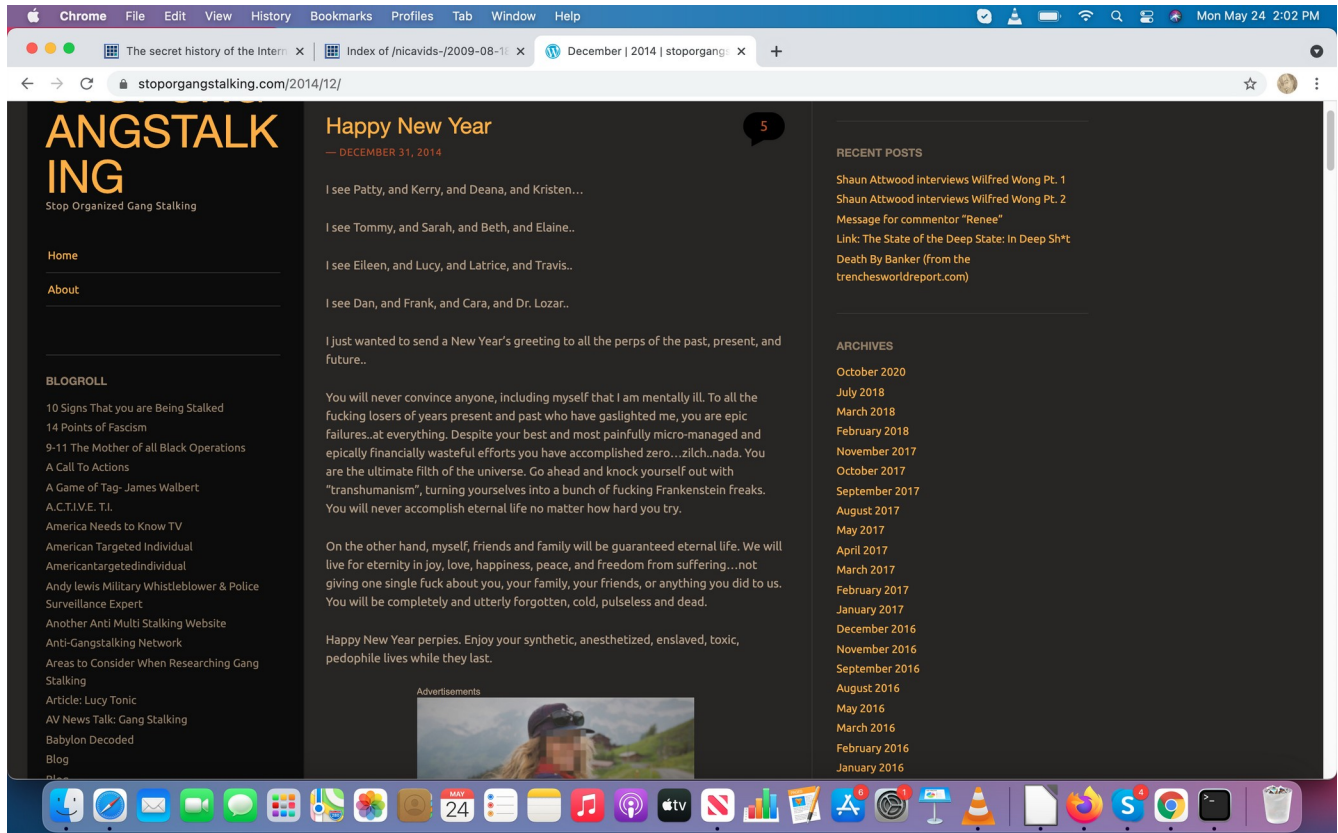 Chrome File Edit View History Bookmarks Profiles Tab Window Help
Mon May 24 2:02 PM
The secret history of the Intern
Index of /nicavids-/2009-08-18
December | 2014 | stoporgangs
stoporgangstalking.com/2014/12/
ANGSTALK
ING
Stop Organized Gang Stalking
Home
About
BLOGROLL
10 Signs That you are Being Stalked
14 Points of Fascism
9-11 The Mother of all Black Operations
A Call To Actions
A Game of Tag- James Walbert
A.C.T.I.V.E. T.I.
America Needs to Know TV
American Targeted Individual
Americantargetedindividual
Andy lewis Military Whistleblower & Police
Surveillance Expert
Another Anti Multi Stalking Website
Anti-Gangstalking Network
Areas to Consider When Researching Gang
Stalking
Article: Lucy Tonic
AV News Talk: Gang Stalking
Babylon Decoded
Blog
Happy New Year
5
— DECEMBER 31, 2014
I see Patty, and Kerry, and Deana, and Kristen…
I see Tommy, and Sarah, and Beth, and Elaine..
I see Eileen, and Lucy, and Latrice, and Travis..
I see Dan, and Frank, and Cara, and Dr. Lozar..
I just wanted to send a New Year's greeting to all the perps of the past, present, and
future..
You will never convince anyone, including myself that I am mentally ill. To all the
fucking losers of years present and past who have gaslighted me, you are epic
failures..at everything. Despite your best and most painfully micro-managed and
epically financially wasteful efforts you have accomplished zero…zilch..nada. You
are the ultimate filth of the universe. Go ahead and knock yourself out with
"transhumanism", turning yourselves into a bunch of fucking Frankenstein freaks.
You will never accomplish eternal life no matter how hard you try.
On the other hand, myself, friends and family will be guaranteed eternal life. We will
live for eternity in joy, love, happiness, peace, and freedom from suffering…not
giving one single fuck about you, your family, your friends, or anything you did to us.
You will be completely and utterly forgotten, cold, pulseless and dead.
Happy New Year perpies. Enjoy your synthetic, anesthetized, enslaved, toxic,
pedophile lives while they last.
Advertisements
RECENT POSTS
Shaun Attwood interviews Wilfred Wong Pt. 1
Shaun Attwood interviews Wilfred Wong Pt. 2
Message for commentor "Renee"
Link: The State of the Deep State: In Deep Sh*t
Death By Banker (from the
trenchesworldreport.com)
ARCHIVES
October 2020
July 2018
March 2018
February 2018
November 2017
October 2017
September 2017
August 2017
May 2017
April 2017
March 2017
February 2017
January 2017
December 2016
November 2016
September 2016
August 2016
May 2016
March 2016
February 2016
January 2016
MAY
24
tv
6
1
4